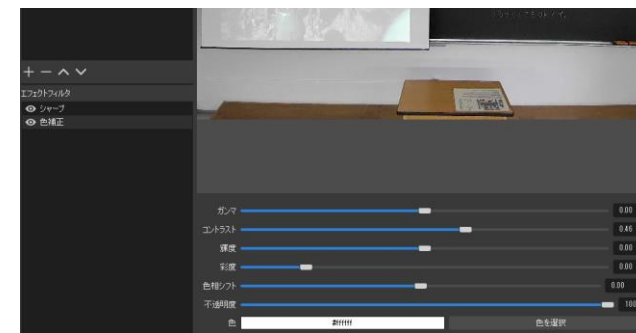 エフェクトフィルタ
シャープ
色補正
ガンマ 0.00
コントラスト 0.46
輝度 0.00
彩度 0.00
色相シフト 0.00
不透明度 100
色 #ffffff 色を選択